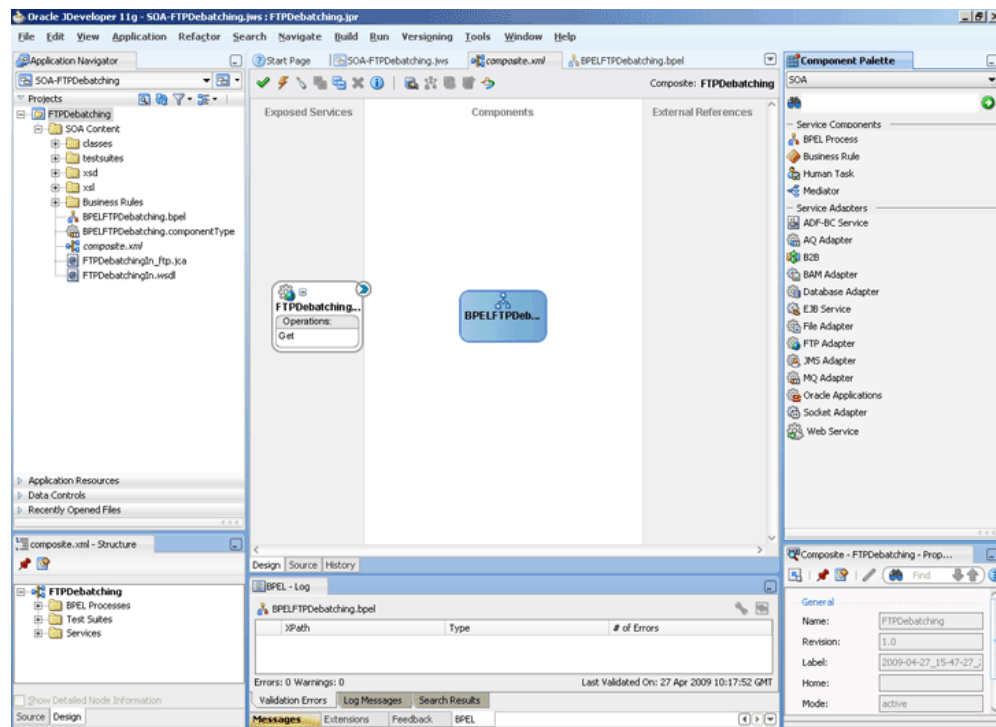 Oracle JDeveloper 11g - SOA-FTPDebatching.jws : FTPDebatching.jpr
File Edit View Application Refactor Search Navigate Build Run Versigning Tools Window Help
Application Navigator
SOA-FTPDebatching
Projects
FTPDebatching
SOA Content
classes
testsuites
xsd
xsl
Business Rules
BPELFTPDebatching.bpel
BPELFTPDebatching.componentType
composite.xml
FTPDebatchingIn_ftp.jca
FTPDebatchingIn.wsdl
Application Resources
Data Controls
Recently Opened Files
composite.xml - Structure
FTPDebatching
BPEL Processes
Test Suites
Services
Show Detailed Node Information
Source Design
Start Page SOA-FTPDebatching.jws composite.xml BPELFTPDebatching.bpel
Composite: FTPDebatching
Exposed Services Components External References
FTPDebatching...
Operations:
Get
BPELFTPDeb...
Design Source History
BPEL - Log
BPELFTPDebatching.bpel
XPath Type # of Errors
Errors: 0 Warnings: 0 Last Validated On: 27 Apr 2009 10:17:52 GMT
Validation Errors Log Messages Search Results
Messages Extensions Feedback BPEL
Component Palette
SOA
Service Components
BPEL Process
Business Rule
Human Task
Mediator
Service Adapters
ADF-BC Service
AQ Adapter
B2B
BAM Adapter
Database Adapter
EJB Service
File Adapter
FTP Adapter
JMS Adapter
MQ Adapter
Oracle Applications
Socket Adapter
Web Service
Composite - FTPDebatching - Prop...
Find
General
Name: FTPDebatching
Revision: 1.0
Label: 2009-04-27_15-47-27_
Home:
Mode: active